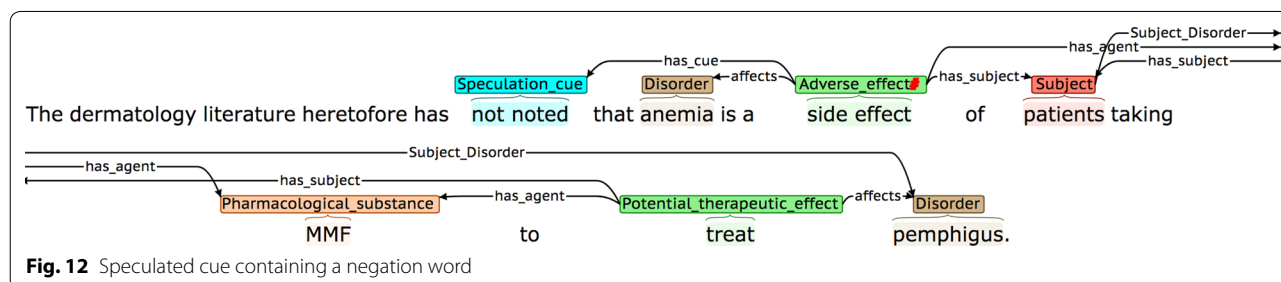 Subject_Disorder
has_agent
has_cue has_subject
Speculation_cue Disorder affects Adverse_effect has_subject Subject
The dermatology literature heretofore has not noted that anemia is a side effect of patients taking
Subject_Disorder
has_agent
has_subject
Pharmacological_substance has_agent Potential_therapeutic_effect affects Disorder
MMF to treat pemphigus.
Fig. 12 Speculated cue containing a negation word